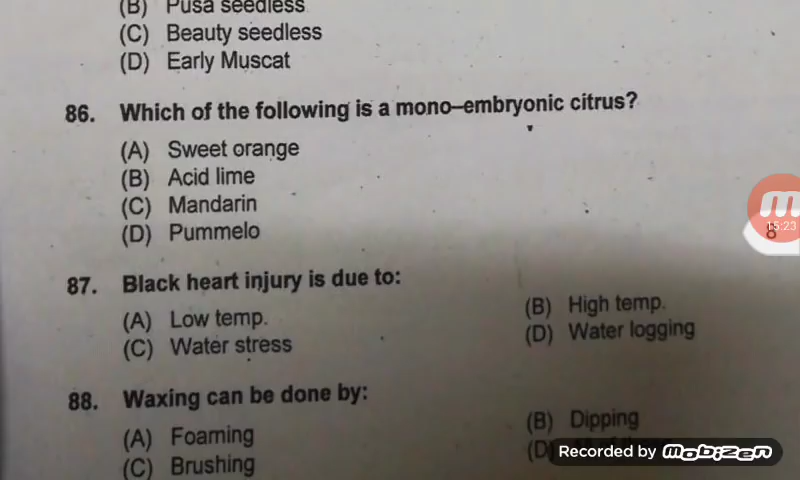 (B) Pusa seedless
(C) Beauty seedless
(D) Early Muscat
86. Which of the following is a mono–embryonic citrus?
(A) Sweet orange
(B) Acid lime
(C) Mandarin
(D) Pummelo
15:23
8
87. Black heart injury is due to:
(A) Low temp.
(B) High temp.
(C) Water stress
(D) Water logging
88. Waxing can be done by:
(A) Foaming
(B) Dipping
(C) Brushing
(D)
Recorded by mobizen